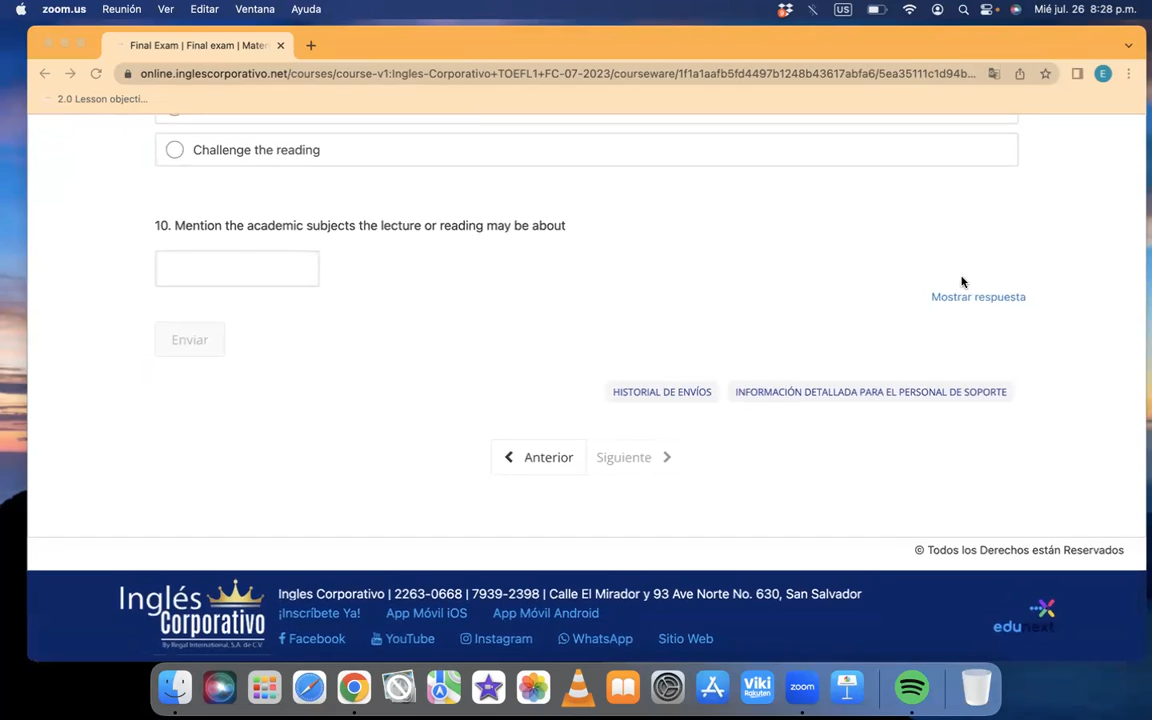 zoom.us Reunión Ver Editar Ventana Ayuda US Mié jul. 26 8:28 p.m.
Final Exam | Final exam | Mater
online.inglescorporativo.net/courses/course-v1:Ingles-Corporativo+TOEFL1+FC-07-2023/courseware/1f1a1aafb5fd4497b1248b43617abfa6/5ea35111c1d94b... E
2.0 Lesson objecti...
Challenge the reading
10. Mention the academic subjects the lecture or reading may be about
Mostrar respuesta
Enviar
HISTORIAL DE ENVÍOS INFORMACIÓN DETALLADA PARA EL PERSONAL DE SOPORTE
Anterior Siguiente
© Todos los Derechos están Reservados
Inglés Corporativo
By Regal International, S.A. de C.V.
Ingles Corporativo | 2263-0668 | 7939-2398 | Calle El Mirador y 93 Ave Norte No. 630, San Salvador
¡Inscríbete Ya! App Móvil iOS App Móvil Android
Facebook YouTube Instagram WhatsApp Sitio Web
edunext
Viki
Rakuten
zoom